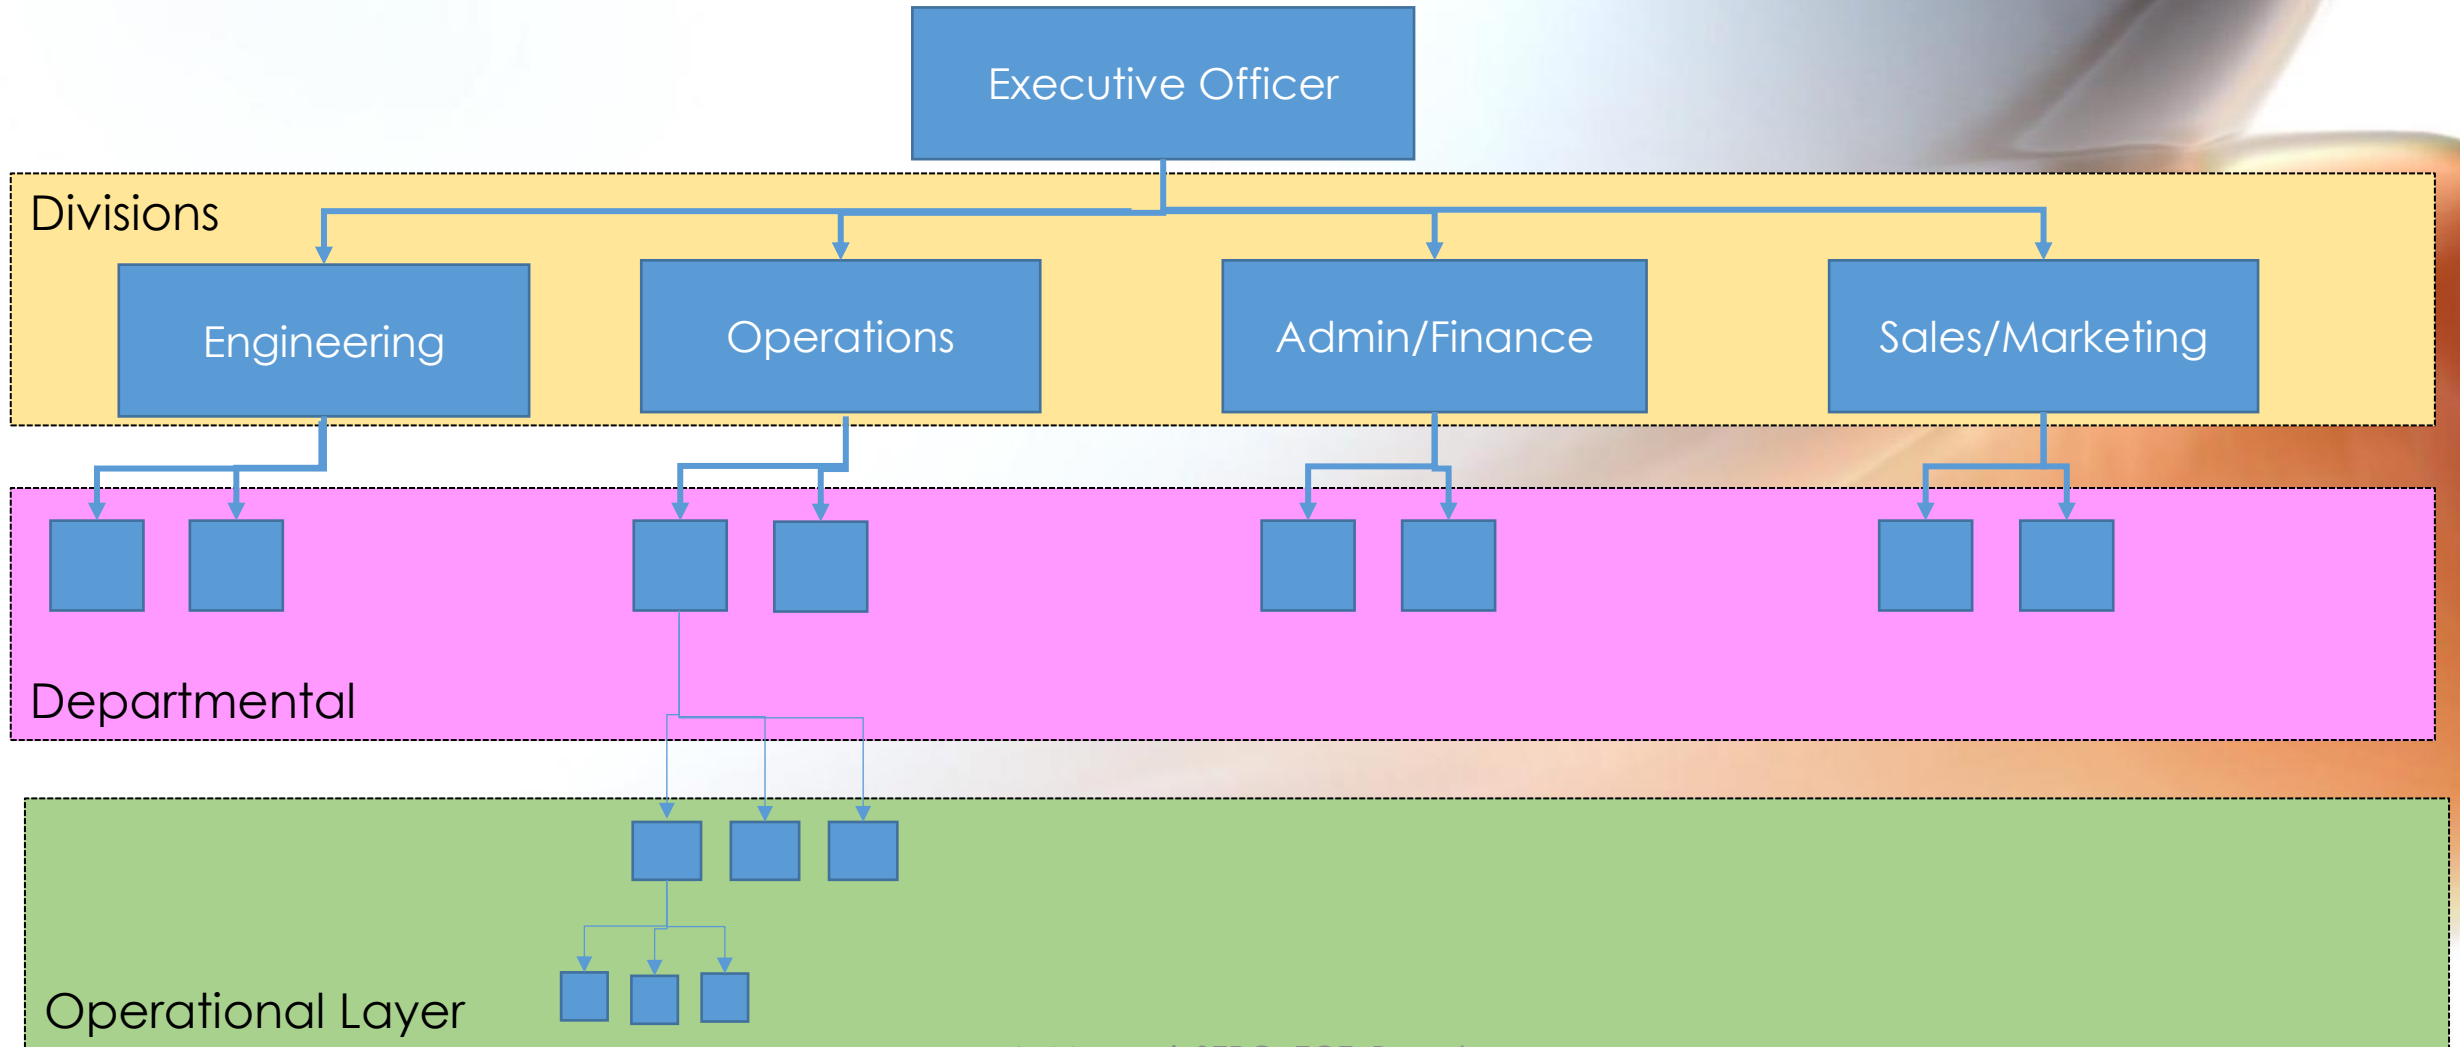 Executive Officer
Divisions
Engineering
Operations
Admin/Finance
Sales/Marketing
Departmental
Operational Layer